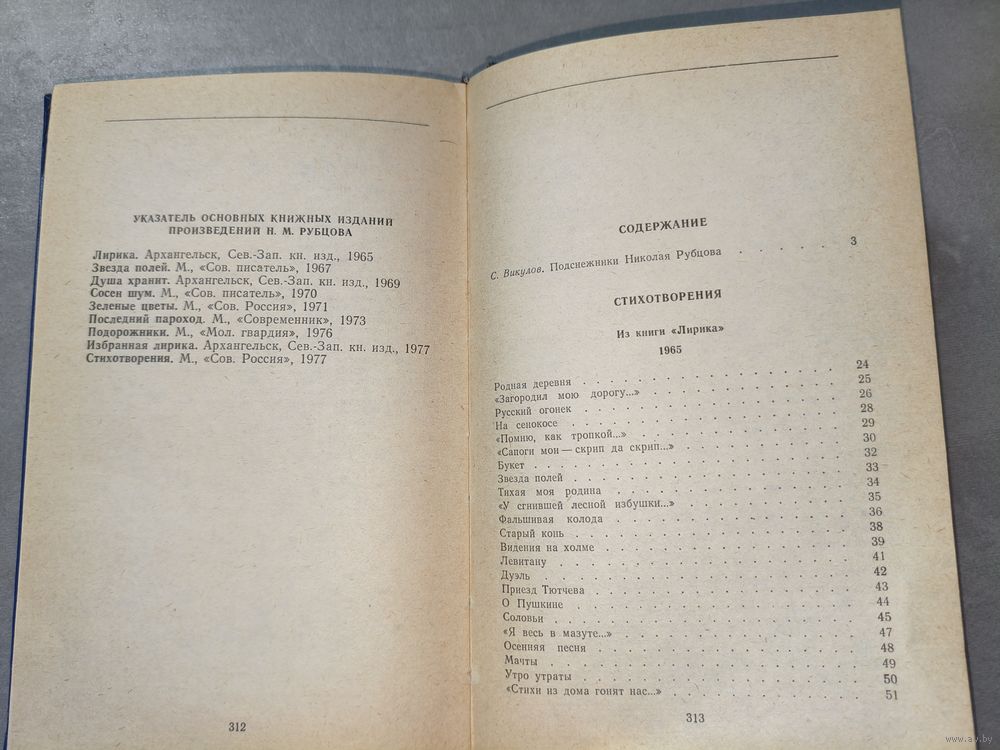 УКАЗАТЕЛЬ ОСНОВНЫХ КНИЖНЫХ ИЗДАНИЙ
ПРОИЗВЕДЕНИЙ Н. М. РУБЦОВА
Лирика. Архангельск, Сев.-Зап. кн. изд., 1965
Звезда полей. М., «Сов. писатель», 1967
Душа хранит. Архангельск, Сев.-Зап. кн. изд., 1969
Сосен шум. М., «Сов. писатель», 1970
Зеленые цветы. М., «Сов. Россия», 1971
Последний пароход. М., «Современник», 1973
Подорожники. М., «Мол. гвардия», 1976
Избранная лирика. Архангельск, Сев.-Зап. кн. изд., 1977
Стихотворения. М., «Сов. Россия», 1977
312
СОДЕРЖАНИЕ
С. Викулов. Подснежники Николая Рубцова . . . . . . 3
СТИХОТВОРЕНИЯ
Из книги «Лирика»
1965
Родная деревня . . . . . . . . . . . . 24
«Загородил мою дорогу...» . . . . . . . . . 25
Русский огонек . . . . . . . . . . . . 26
На сенокосе . . . . . . . . . . . . 28
«Помню, как тропкой...» . . . . . . . . . . 29
«Сапоги мои — скрип да скрип...» . . . . . . . . 30
Букет . . . . . . . . . . . . . . 32
Звезда полей . . . . . . . . . . . . 33
Тихая моя родина . . . . . . . . . . . 34
«У сгнившей лесной избушки...» . . . . . . . . 35
Фальшивая колода . . . . . . . . . . . 36
Старый конь . . . . . . . . . . . . 38
Видения на холме . . . . . . . . . . . 39
Левитану . . . . . . . . . . . . . 41
Дуэль . . . . . . . . . . . . . . 42
Приезд Тютчева . . . . . . . . . . . . 43
О Пушкине . . . . . . . . . . . . . 44
Соловьи . . . . . . . . . . . . . 45
«Я весь в мазуте...» . . . . . . . . . . 47
Осенняя песня . . . . . . . . . . . . 48
Мачты . . . . . . . . . . . . . . 49
Утро утраты . . . . . . . . . . . . 50
«Стихи из дома гонят нас...» . . . . . . . . 51
313
www.ay.by